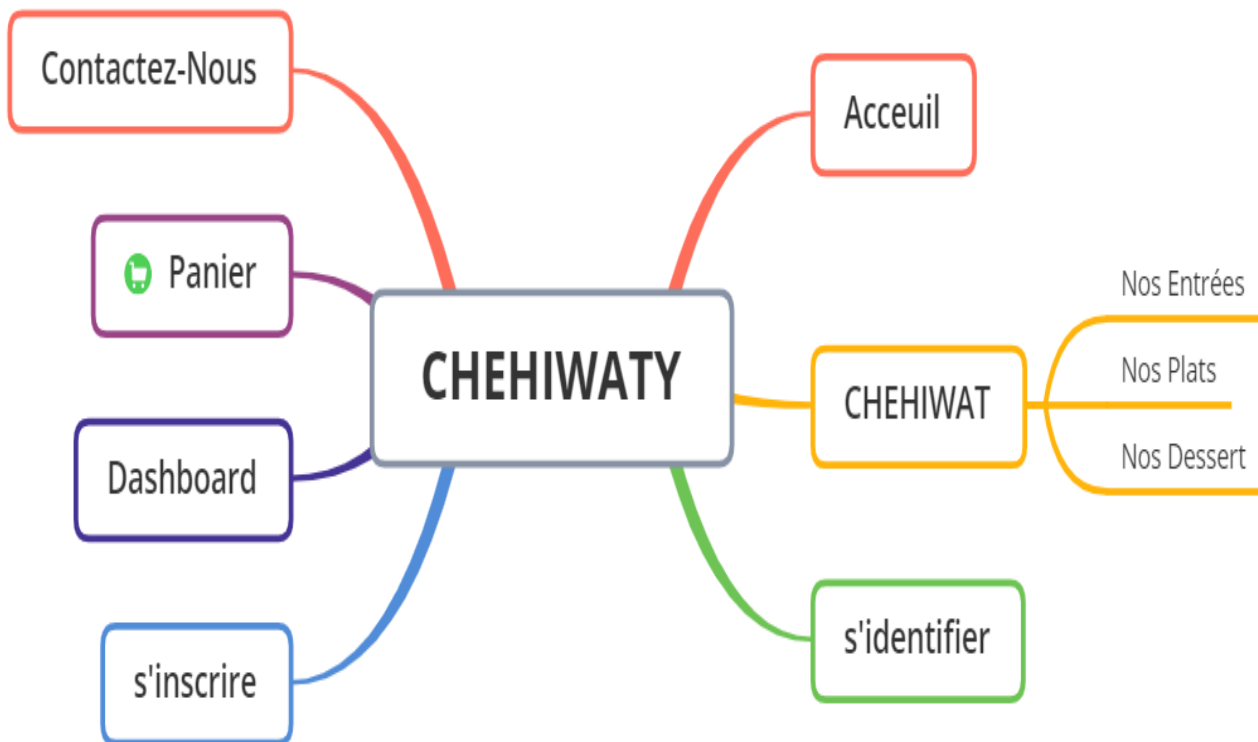 Contactez-Nous
Acceuil
Panier
Nos Entrées
CHEHIWATY
Nos Plats
CHEHIWAT
Nos Dessert
Dashboard
s'identifier
s'inscrire